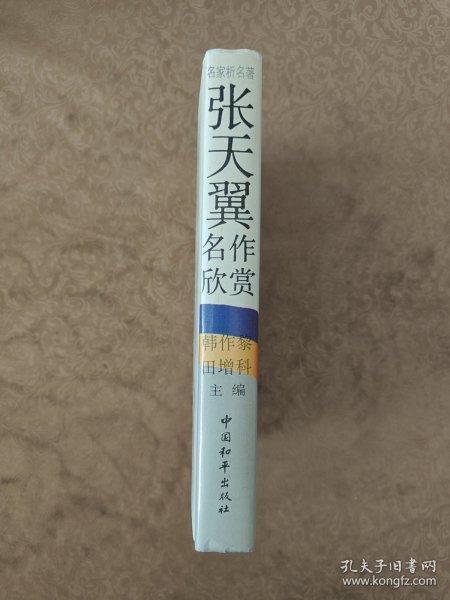 名家析名著
张天翼
名作
欣赏
韩作黎
田增科
主编
中国和平出版社
孔夫子旧书网
www.kongfz.com